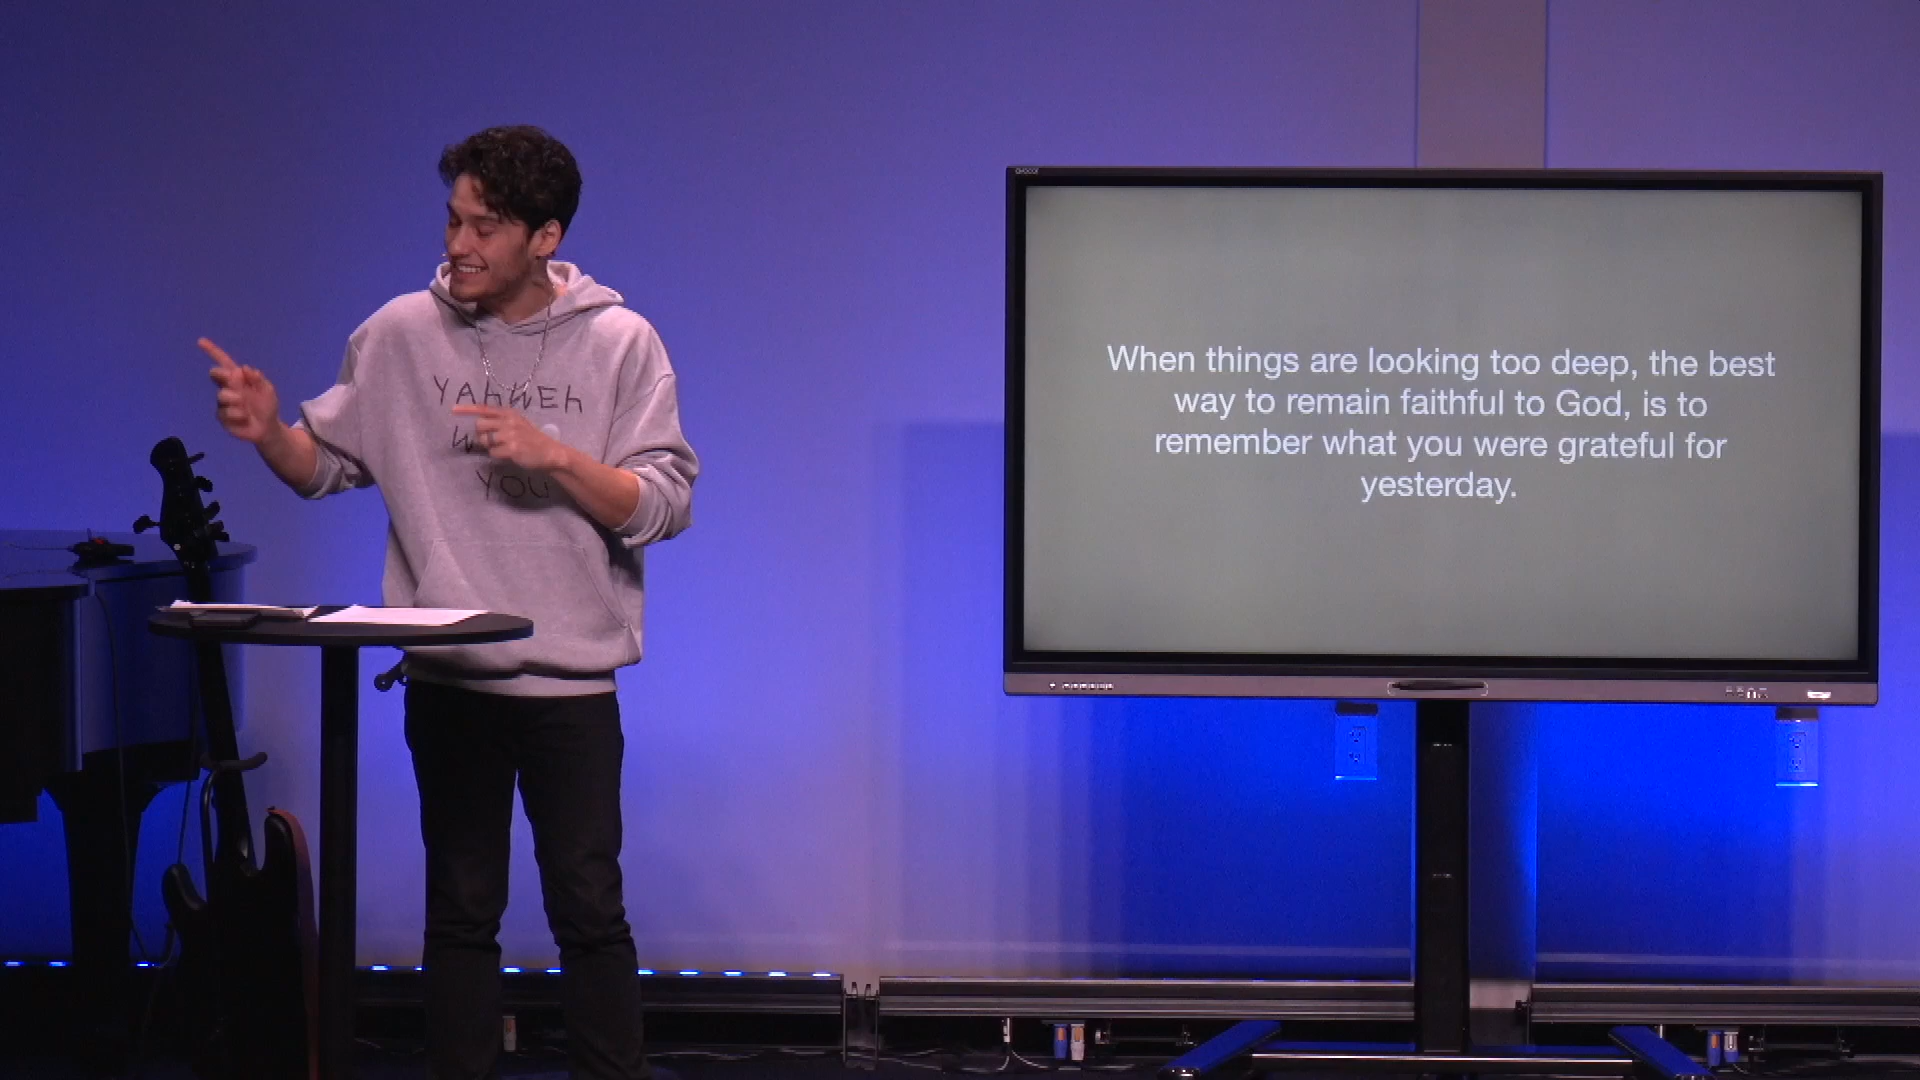 YAHWEH
YOU
When things are looking too deep, the best
way to remain faithful to God, is to
remember what you were grateful for
yesterday.